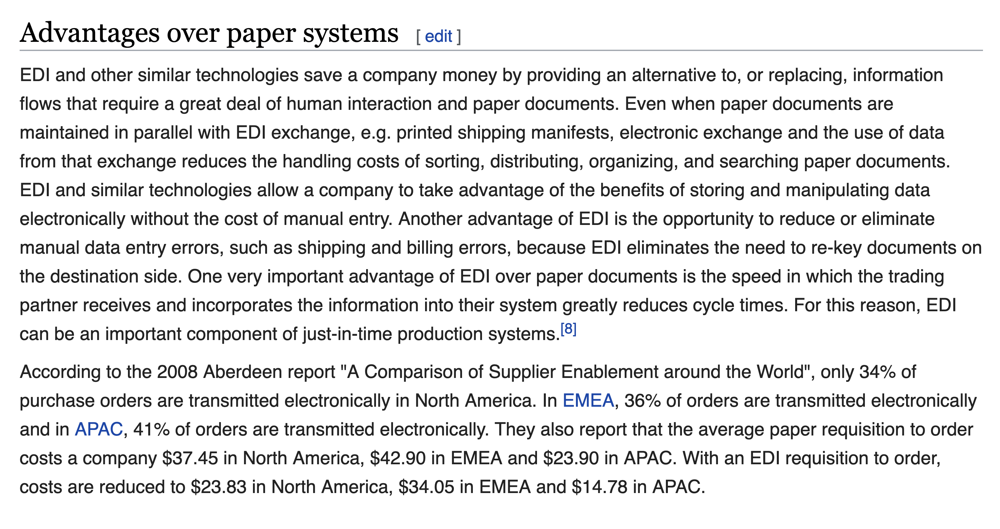 Advantages over paper systems [ edit ]
EDI and other similar technologies save a company money by providing an alternative to, or replacing, information
flows that require a great deal of human interaction and paper documents. Even when paper documents are
maintained in parallel with EDI exchange, e.g. printed shipping manifests, electronic exchange and the use of data
from that exchange reduces the handling costs of sorting, distributing, organizing, and searching paper documents.
EDI and similar technologies allow a company to take advantage of the benefits of storing and manipulating data
electronically without the cost of manual entry. Another advantage of EDI is the opportunity to reduce or eliminate
manual data entry errors, such as shipping and billing errors, because EDI eliminates the need to re-key documents on
the destination side. One very important advantage of EDI over paper documents is the speed in which the trading
partner receives and incorporates the information into their system greatly reduces cycle times. For this reason, EDI
can be an important component of just-in-time production systems.[8]
According to the 2008 Aberdeen report "A Comparison of Supplier Enablement around the World", only 34% of
purchase orders are transmitted electronically in North America. In EMEA, 36% of orders are transmitted electronically
and in APAC, 41% of orders are transmitted electronically. They also report that the average paper requisition to order
costs a company $37.45 in North America, $42.90 in EMEA and $23.90 in APAC. With an EDI requisition to order,
costs are reduced to $23.83 in North America, $34.05 in EMEA and $14.78 in APAC.